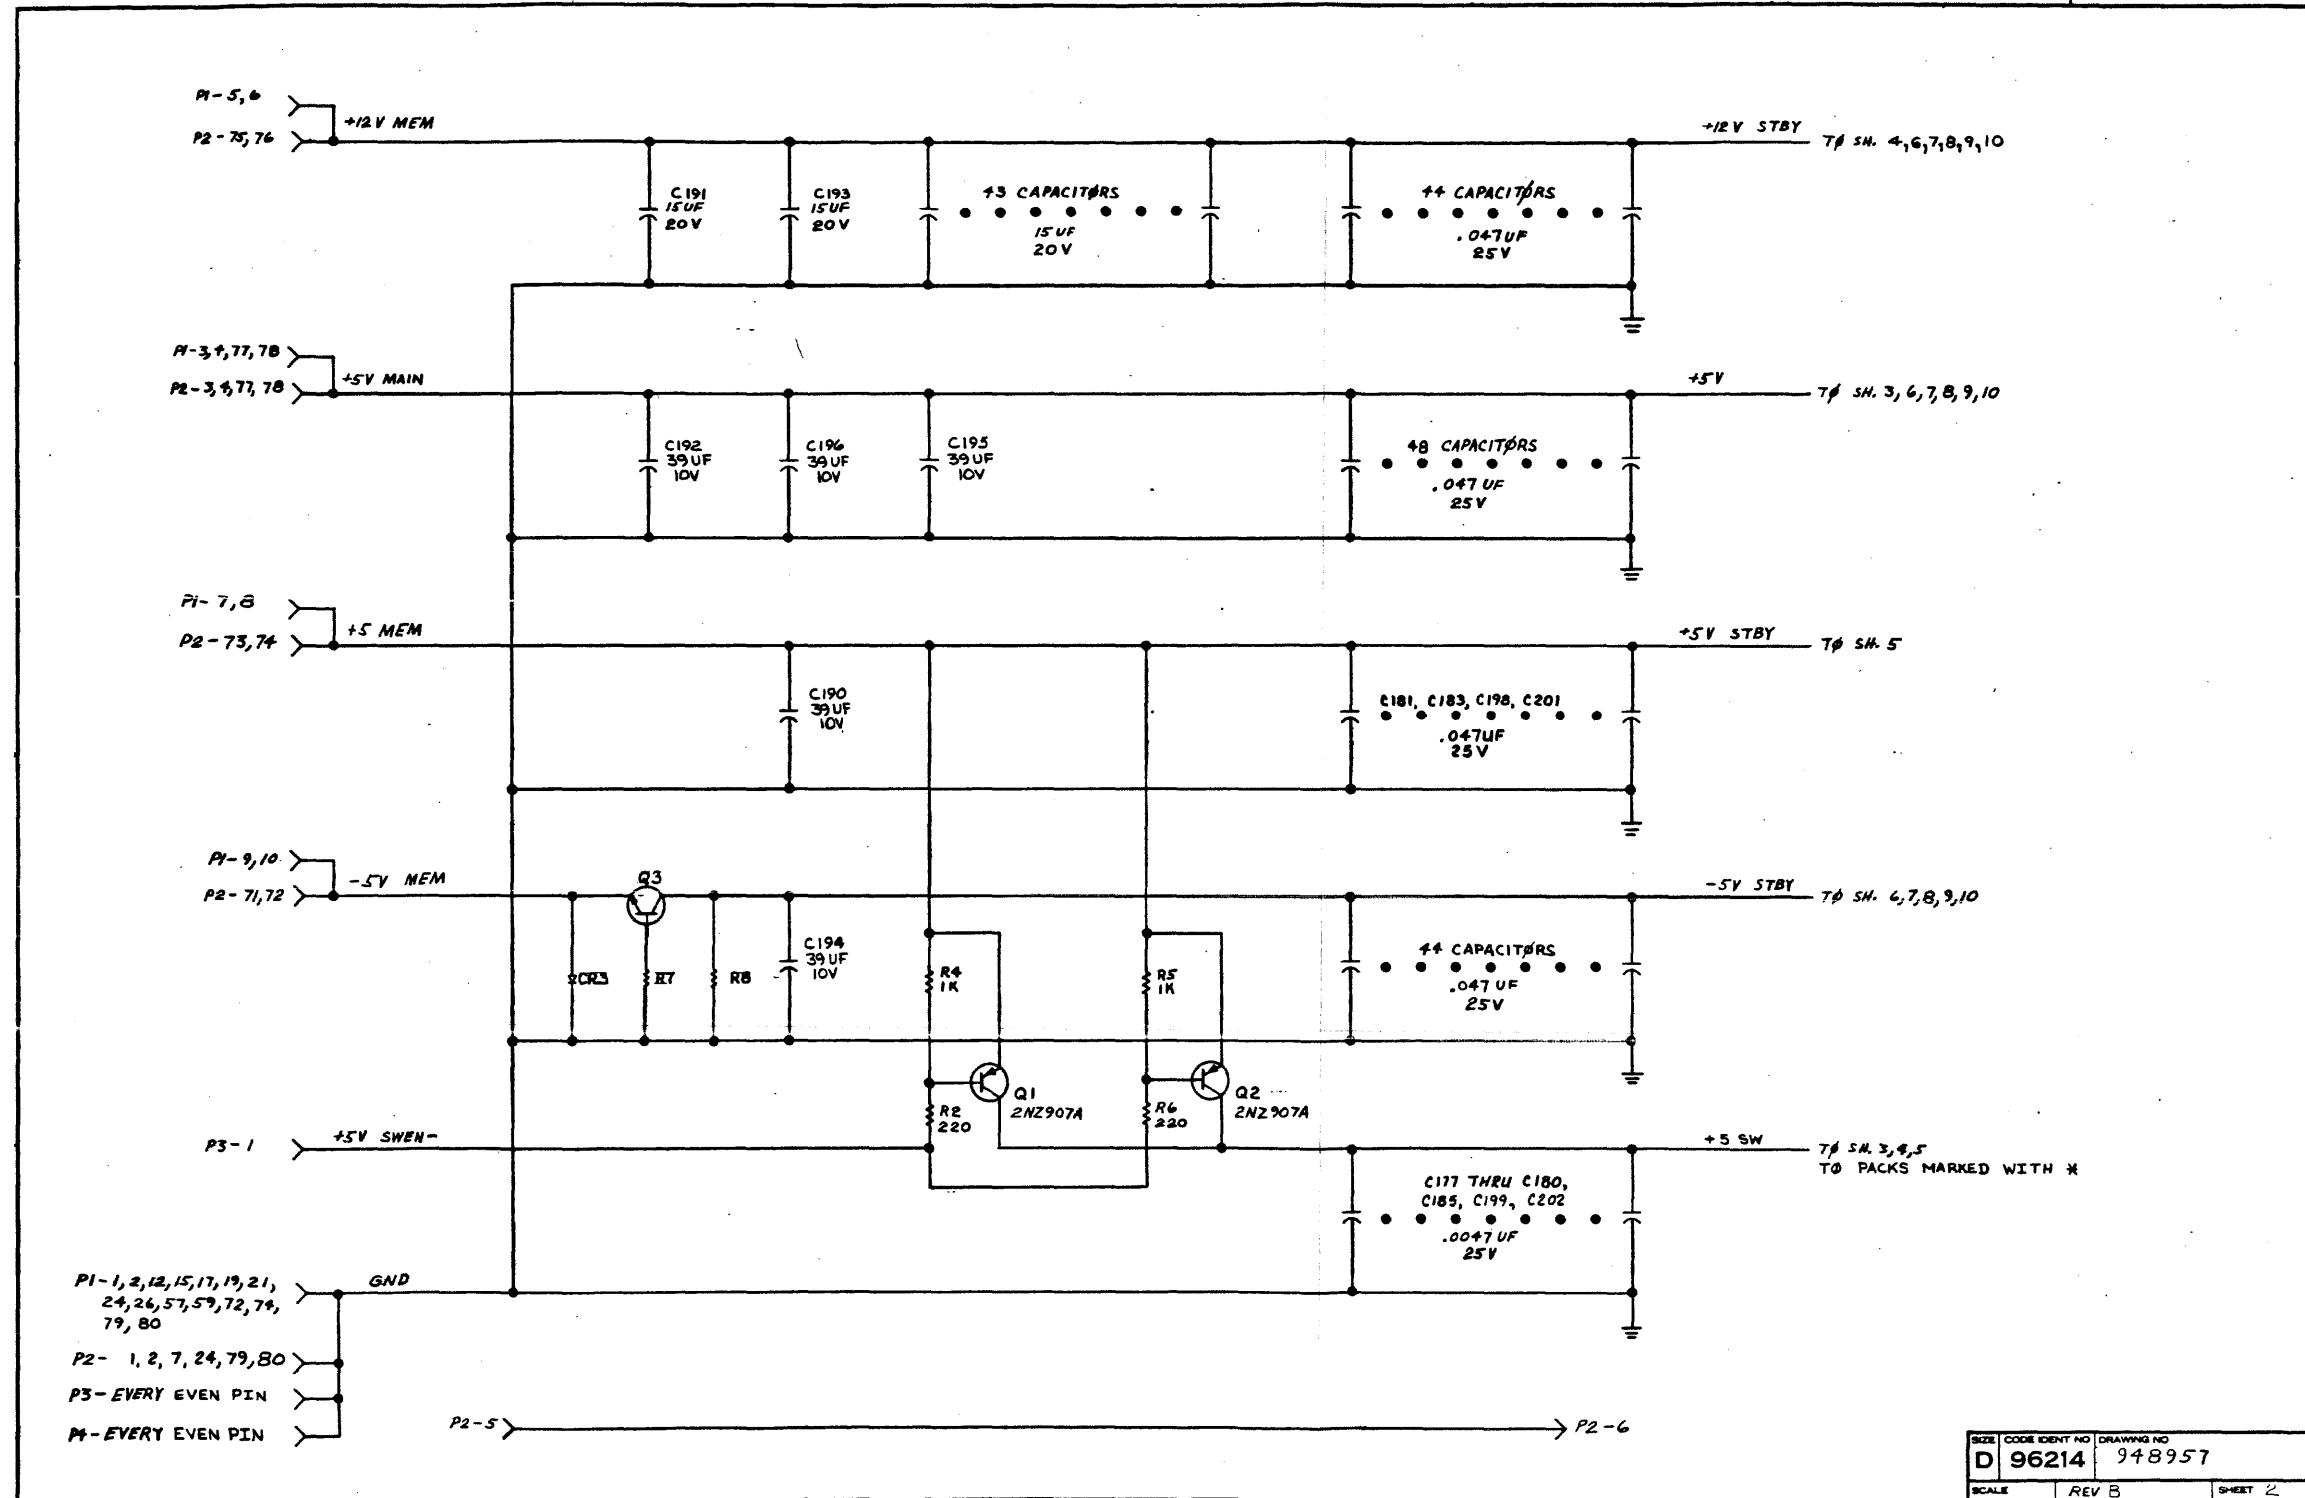 P1-5,6
+12V MEM
P2-75,76
+12V STBY
TØ SH. 4,6,7,8,9,10
C191
15UF
20V
C193
15UF
20V
43 CAPACITØRS
15UF
20V
44 CAPACITØRS
.047UF
25V
P1-3,4,77,78
+5V MAIN
P2-3,4,77,78
+5V
TØ SH. 3,6,7,8,9,10
C192
39UF
10V
C196
39UF
10V
C195
39UF
10V
48 CAPACITØRS
.047UF
25V
P1-7,8
+5 MEM
P2-73,74
+5V STBY
TØ SH. 5
C190
39UF
10V
C181, C183, C198, C201
.047UF
25V
P1-9,10
-5V MEM
P2-71,72
Q3
-5V STBY
TØ SH. 6,7,8,9,10
CR3
R7
R8
C194
39UF
10V
R4
1K
R5
1K
44 CAPACITØRS
.047UF
25V
Q1
2NZ907A
Q2
2NZ907A
R2
220
R6
220
P3-1
+5V SWEN-
+5 SW
TØ SH. 3,4,5
TØ PACKS MARKED WITH *
C177 THRU C180,
C185, C199, C202
.0047UF
25V
P1-1,2,12,15,17,19,21,
24,26,57,59,72,74,
79,80
GND
P2- 1,2,7,24,79,80
P3-EVERY EVEN PIN
P4-EVERY EVEN PIN
P2-5
P2-6
SIZE CODE IDENT NO DRAWING NO
D 96214 948957
SCALE REV B SHEET 2